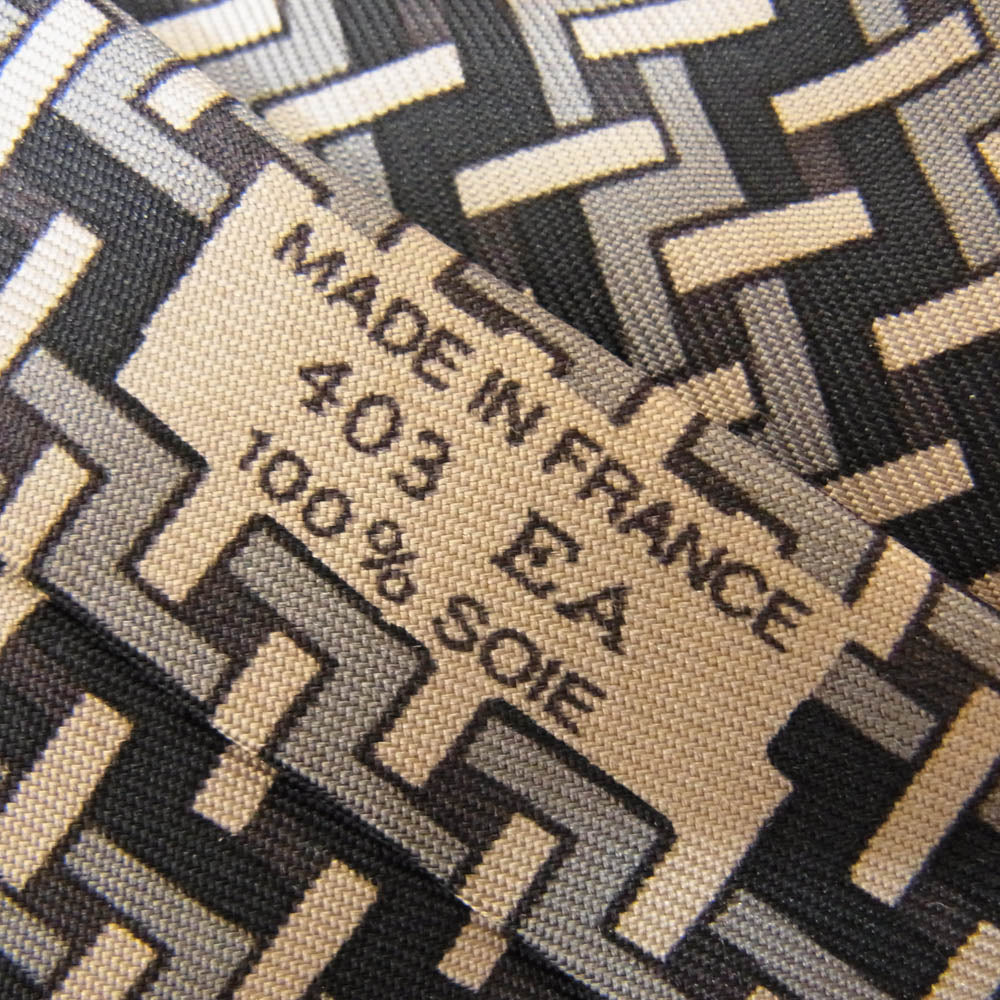 MADE IN FRANCE
403 EA
100% SOIE